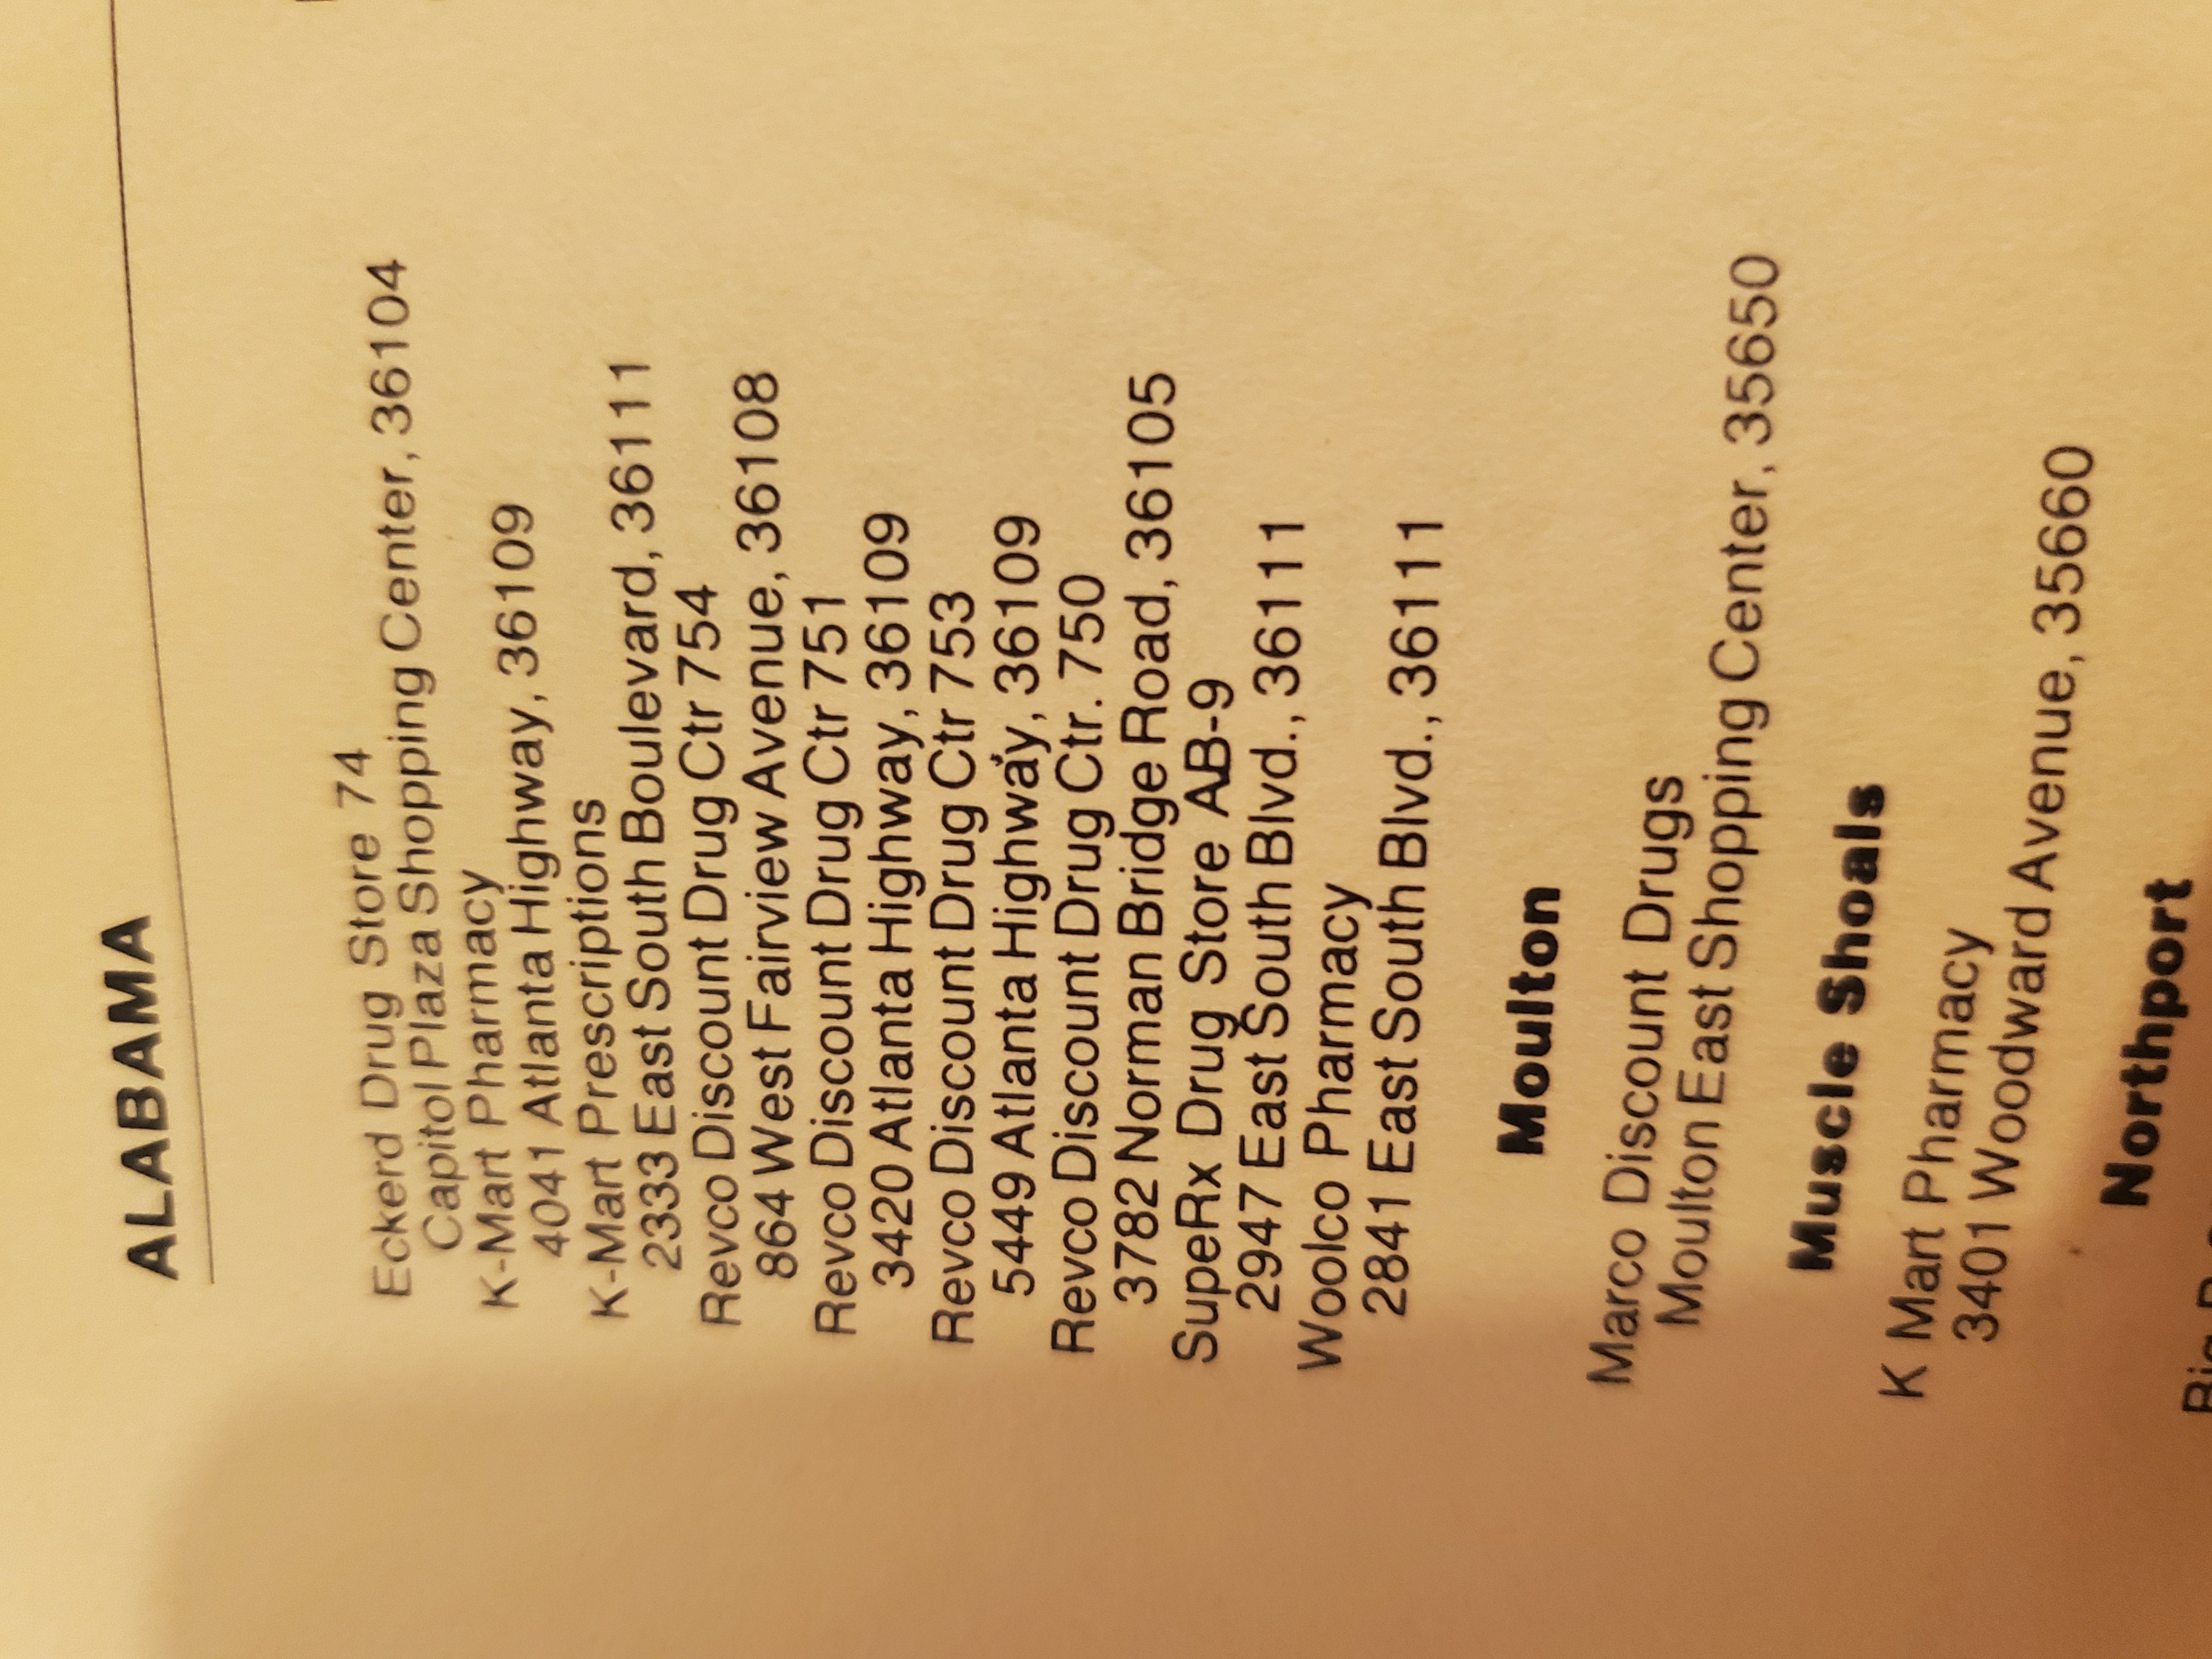 ALABAMA
Eckerd Drug Store 74
Capitol Plaza Shopping Center, 36104
K-Mart Pharmacy
4041 Atlanta Highway, 36109
K-Mart Prescriptions
2333 East South Boulevard, 36111
Revco Discount Drug Ctr 754
864 West Fairview Avenue, 36108
Revco Discount Drug Ctr 751
3420 Atlanta Highway, 36109
Revco Discount Drug Ctr 753
5449 Atlanta Highway, 36109
Revco Discount Drug Ctr. 750
3782 Norman Bridge Road, 36105
SupeRx Drug Store AB-9
2947 East South Blvd., 36111
Woolco Pharmacy
2841 East South Blvd., 36111
Moulton
Marco Discount Drugs
Moulton East Shopping Center, 35650
Muscle Shoals
K Mart Pharmacy
3401 Woodward Avenue, 35660
Northport